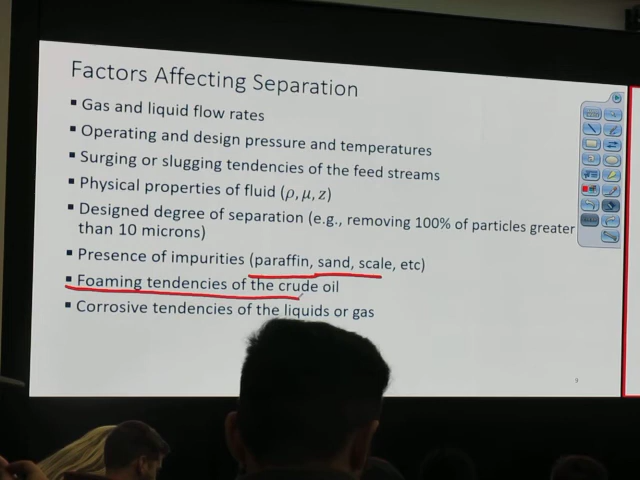 Factors Affecting Separation
▪ Gas and liquid flow rates
▪ Operating and design pressure and temperatures
▪ Surging or slugging tendencies of the feed streams
▪ Physical properties of fluid (ρ, μ, z)
▪ Designed degree of separation (e.g., removing 100% of particles greater
than 10 microns)
▪ Presence of impurities (paraffin, sand, scale, etc)
▪ Foaming tendencies of the crude oil
▪ Corrosive tendencies of the liquids or gas
9